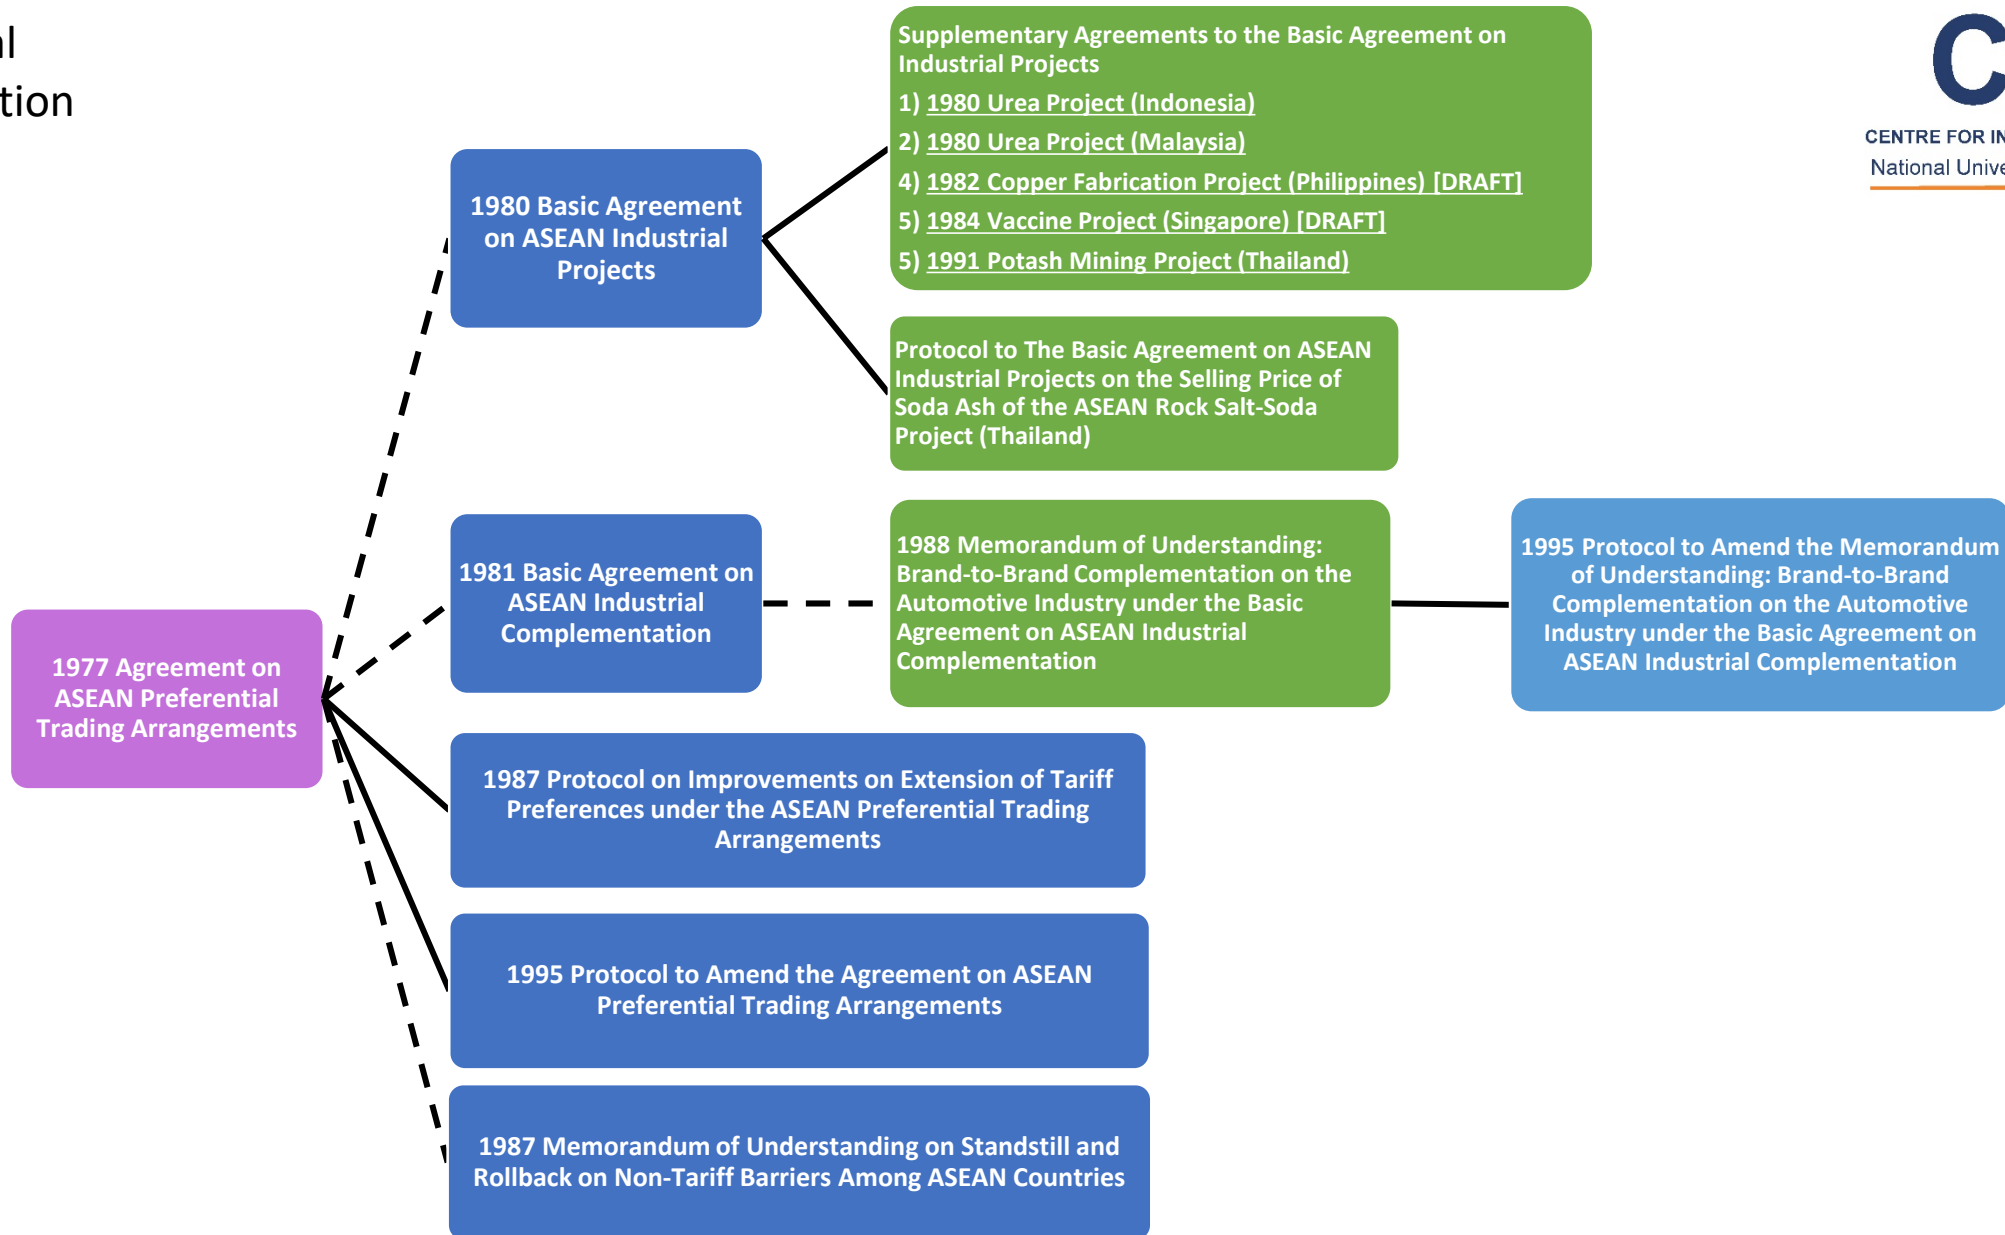 Supplementary Agreements to the Basic Agreement on
Industrial Projects
1) 1980 Urea Project (Indonesia)
2) 1980 Urea Project (Malaysia)
4) 1982 Copper Fabrication Project (Philippines) [DRAFT]
5) 1984 Vaccine Project (Singapore) [DRAFT]
5) 1991 Potash Mining Project (Thailand)
CENTRE FOR
National
1980 Basic Agreement
on ASEAN Industrial
Projects
Protocol to The Basic Agreement on ASEAN
Industrial Projects on the Selling Price of
Soda Ash of the ASEAN Rock Salt-Soda
Project (Thailand)
1981 Basic Agreement on
ASEAN Industrial
Complementation
1988 Memorandum of Understanding:
Brand-to-Brand Complementation on the
Automotive Industry under the Basic
Agreement on ASEAN Industrial
Complementation
1995 Protocol to Amend the Memorandum
of Understanding: Brand-to-Brand
Complementation on the Automotive
Industry under the Basic Agreement on
ASEAN Industrial Complementation
1977 Agreement on
ASEAN Preferential
Trading Arrangements
1987 Protocol on Improvements on Extension of Tariff
Preferences under the ASEAN Preferential Trading
Arrangements
1995 Protocol to Amend the Agreement on ASEAN
Preferential Trading Arrangements
1987 Memorandum of Understanding on Standstill and
Rollback on Non-Tariff Barriers Among ASEAN Countries